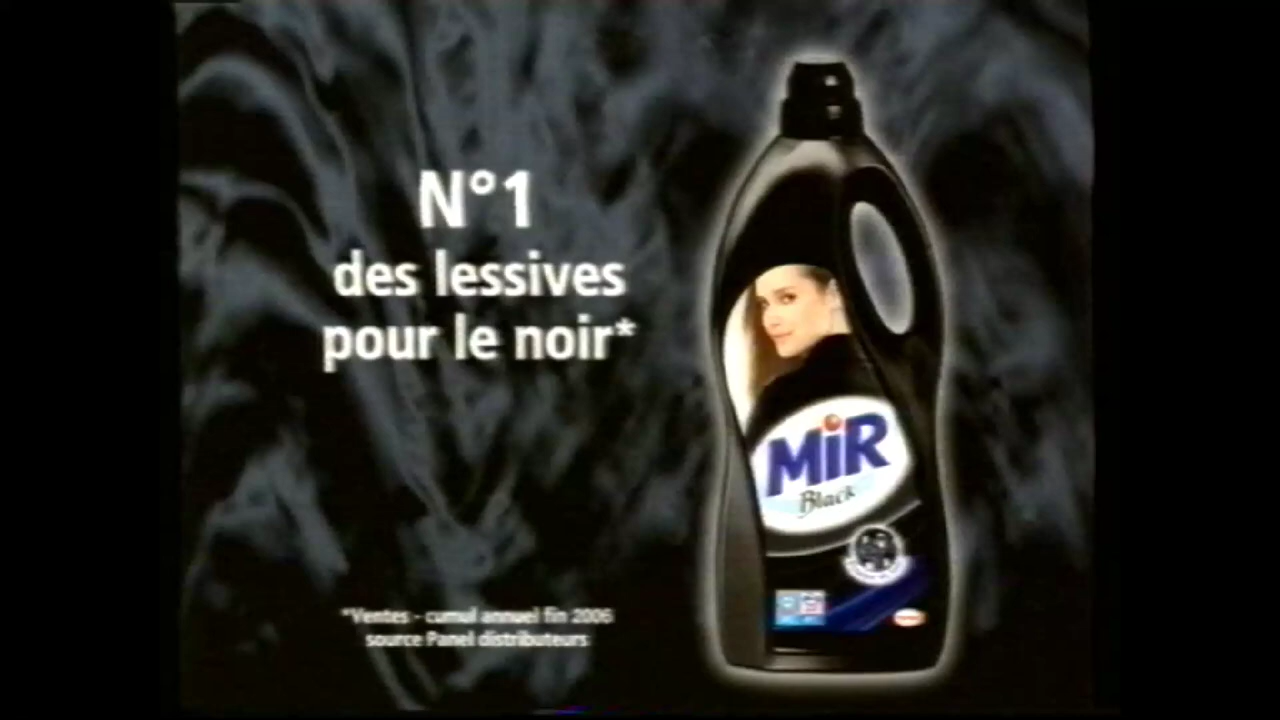 N°1
des lessives
pour le noir*
MiR
Black
*Ventes - cumul annuel fin 2006
source Panel distributeurs